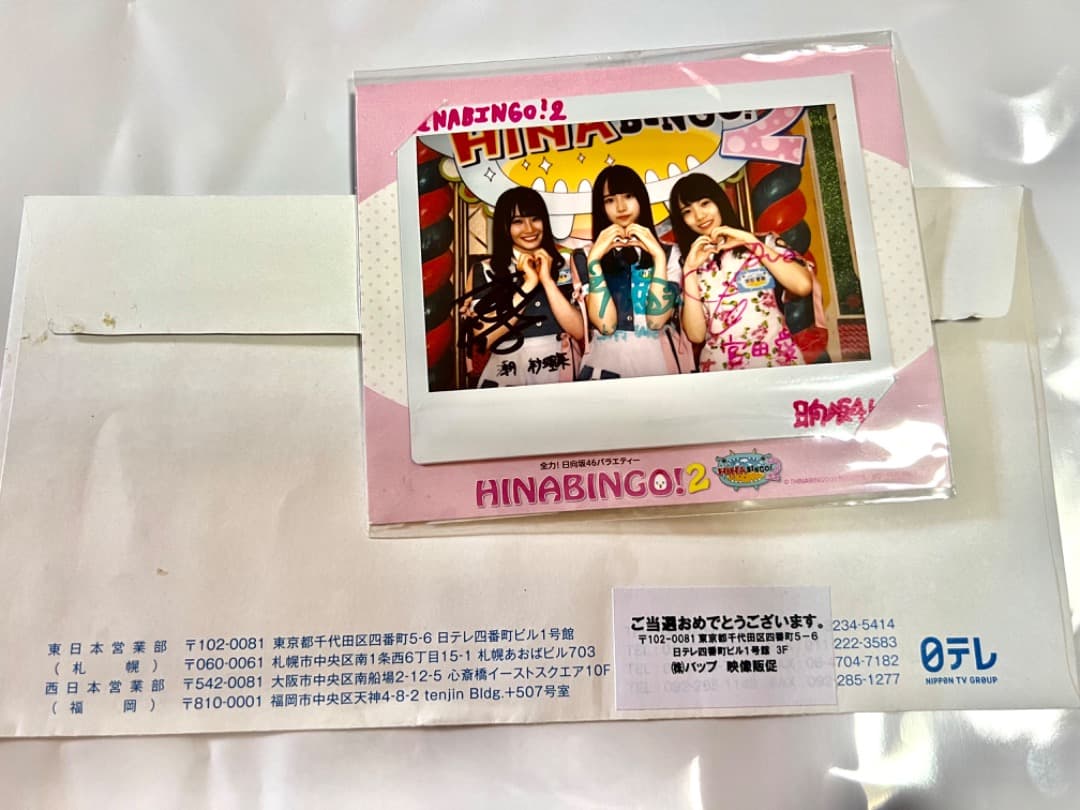 HINABINGO!2
HINABINGO!
2
宮田愛
日向坂46
全力! 日向坂46バラエティー
HINABINGO!2
HINABINGO!
東日本営業部 〒102-0081 東京都千代田区四番町5-6 日テレ四番町ビル1号館
(札幌) 〒060-0061 札幌市中央区南1条西6丁目15-1 札幌あおばビル703
西日本営業部 〒542-0081 大阪市中央区南船場2-12-5 心斎橋イーストスクエア10F
(福岡) 〒810-0001 福岡市中央区天神4-8-2 tenjin Bldg.+507号室
ご当選おめでとうございます。
〒102-0081 東京都千代田区四番町5-6
日テレ四番町ビル1号館 3F
㈱バップ 映像販促
234-5414
222-3583
4704-7182
285-1277
日テレ
NIPPON TV GROUP